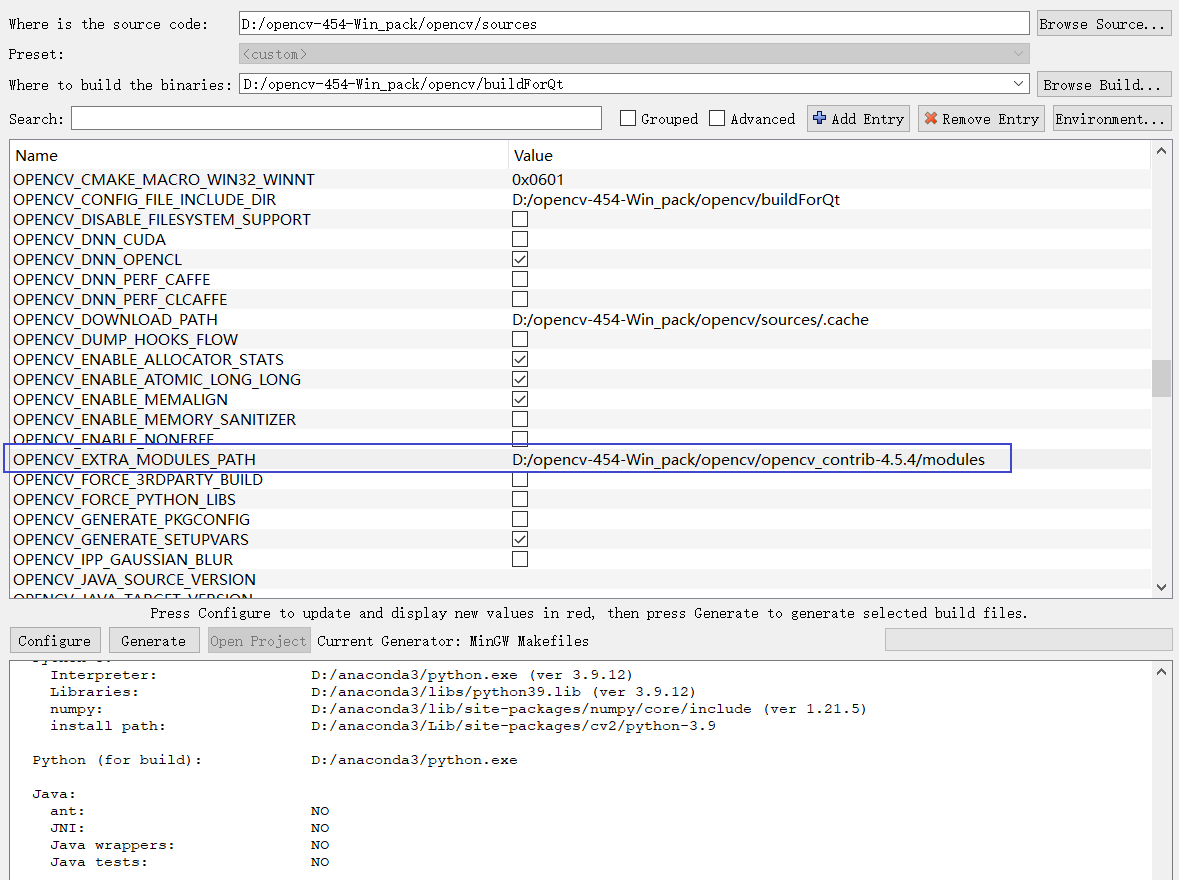 Where is the source code: D:/opencv-454-Win_pack/opencv/sources Browse Source...
Preset: <custom>
Where to build the binaries: D:/opencv-454-Win_pack/opencv/buildForQt Browse Build...
Search: Grouped Advanced Add Entry Remove Entry Environment...
Name Value
OPENCV_CMAKE_MACRO_WIN32_WINNT 0x0601
OPENCV_CONFIG_FILE_INCLUDE_DIR D:/opencv-454-Win_pack/opencv/buildForQt
OPENCV_DISABLE_FILESYSTEM_SUPPORT
OPENCV_DNN_CUDA
OPENCV_DNN_OPENCL
OPENCV_DNN_PERF_CAFFE
OPENCV_DNN_PERF_CLCAFFE
OPENCV_DOWNLOAD_PATH D:/opencv-454-Win_pack/opencv/sources/.cache
OPENCV_DUMP_HOOKS_FLOW
OPENCV_ENABLE_ALLOCATOR_STATS
OPENCV_ENABLE_ATOMIC_LONG_LONG
OPENCV_ENABLE_MEMALIGN
OPENCV_ENABLE_MEMORY_SANITIZER
OPENCV_ENABLE_NONFREE
OPENCV_EXTRA_MODULES_PATH D:/opencv-454-Win_pack/opencv/opencv_contrib-4.5.4/modules
OPENCV_FORCE_3RDPARTY_BUILD
OPENCV_FORCE_PYTHON_LIBS
OPENCV_GENERATE_PKGCONFIG
OPENCV_GENERATE_SETUPVARS
OPENCV_IPP_GAUSSIAN_BLUR
OPENCV_JAVA_SOURCE_VERSION
OPENCV_JAVA_TARGET_VERSION
Press Configure to update and display new values in red, then press Generate to generate selected build files.
Configure Generate Open Project Current Generator: MinGW Makefiles
Interpreter: D:/anaconda3/python.exe (ver 3.9.12)
Libraries: D:/anaconda3/libs/python39.lib (ver 3.9.12)
numpy: D:/anaconda3/lib/site-packages/numpy/core/include (ver 1.21.5)
install path: D:/anaconda3/Lib/site-packages/cv2/python-3.9
Python (for build): D:/anaconda3/python.exe
Java:
ant: NO
JNI: NO
Java wrappers: NO
Java tests: NO